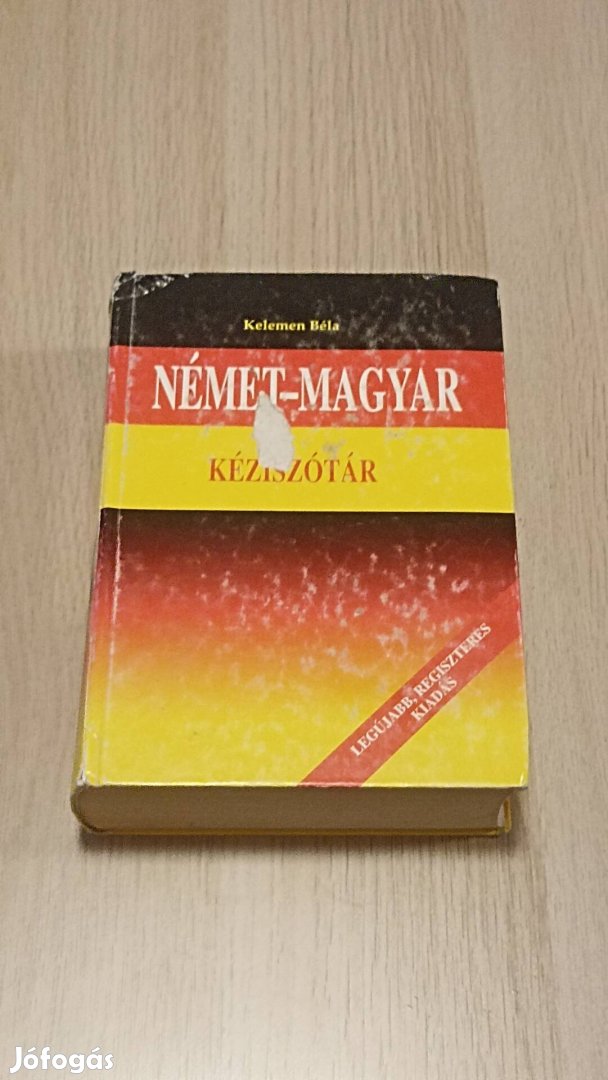 Kelemen Béla
NÉMET–MAGYAR
KÉZISZÓTÁR
LEGÚJABB, REGISZTERES
KIADÁS
Jófogás